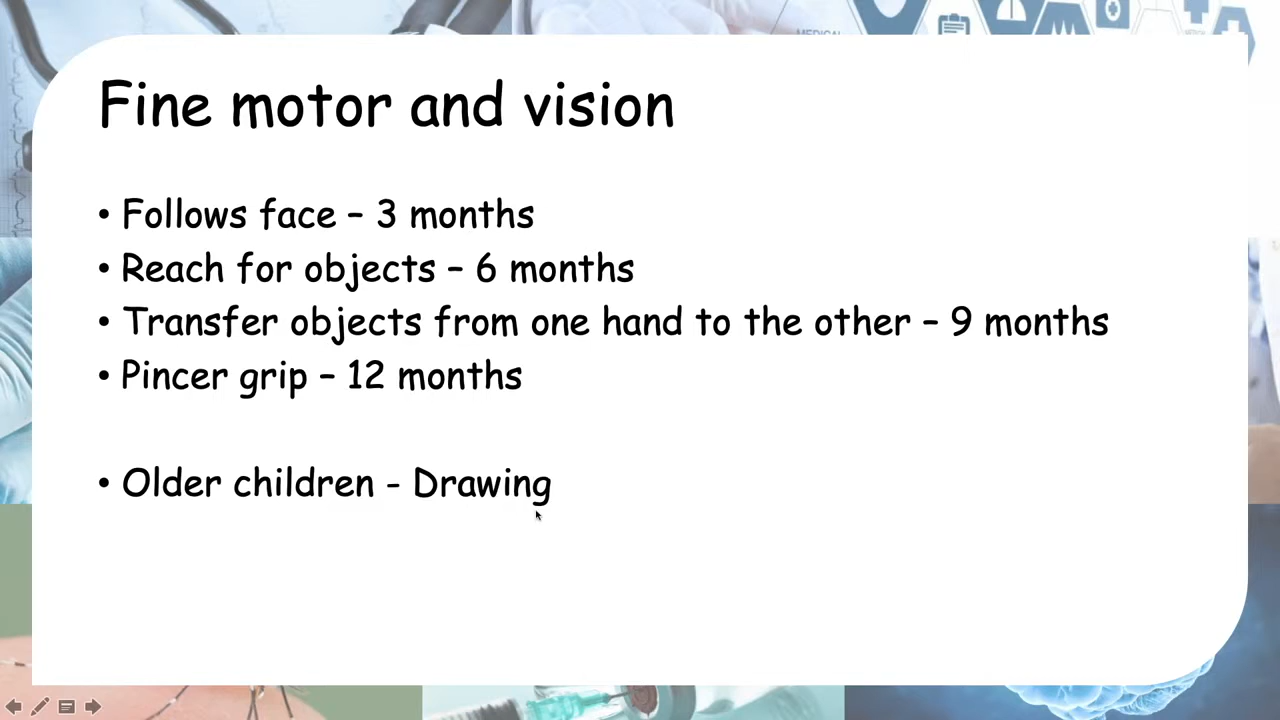 MEDICAL
Fine motor and vision
• Follows face – 3 months
• Reach for objects – 6 months
• Transfer objects from one hand to the other – 9 months
• Pincer grip – 12 months
• Older children - Drawing